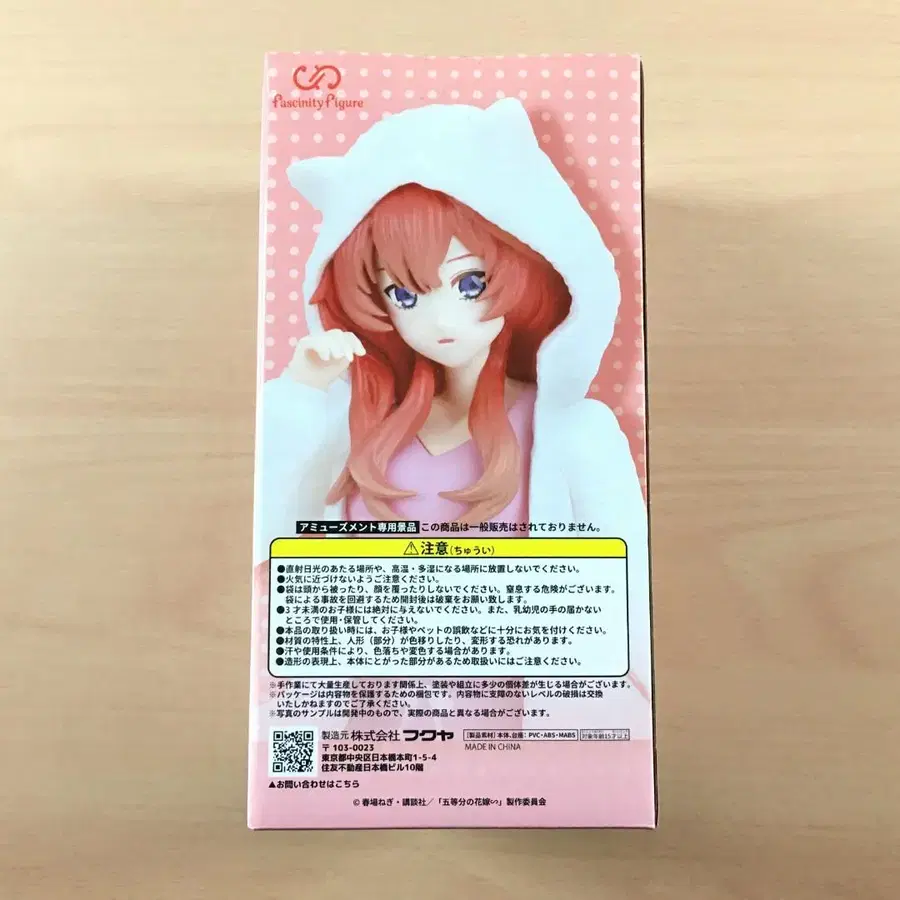 Fascinity Figure
アミューズメント専用景品 この商品は一般販売はされておりません。
⚠注意(ちゅうい)
●直射日光のあたる場所や、高温・多湿になる場所に放置しないでください。
●火気に近づけないようご注意ください。
●袋は頭から被ったり、顔を覆ったりしないでください。窒息する危険がございます。
袋による事故を回避するため開封後は破棄をお願い致します。
●3才未満のお子様には絶対に与えないでください。また、乳幼児の手の届かない
ところで使用・保管してください。
●本品の取り扱い時には、お子様やペットの誤飲などに十分にお気を付けください。
●材質の特性上、人形(部分)が色移りしたり、変形する恐れがあります。
●汗や使用条件により、色落ちや変色する場合があります。
●造形の表現上、本体にとがった部分があるため取扱いにはご注意ください。
※手作業にて大量生産しております関係上、塗装や組立に多少の個体差が生じる場合がございます。
※パッケージは内容物を保護するための梱包です。内容物に支障のないレベルの破損は交換
いたしかねますのでご了承ください。
※写真のサンプルは開発中のもので、実際の商品と異なる場合がございます。
製造元 株式会社 フクヤ
〒103-0023
東京都中央区日本橋本町1-5-4
住友不動産日本橋ビル10階
【製品素材】本体、台座:PVC・ABS・MABS
対象年齢15才以上
MADE IN CHINA
▲お問い合わせはこちら
© 春場ねぎ・講談社/「五等分の花嫁∽」製作委員会